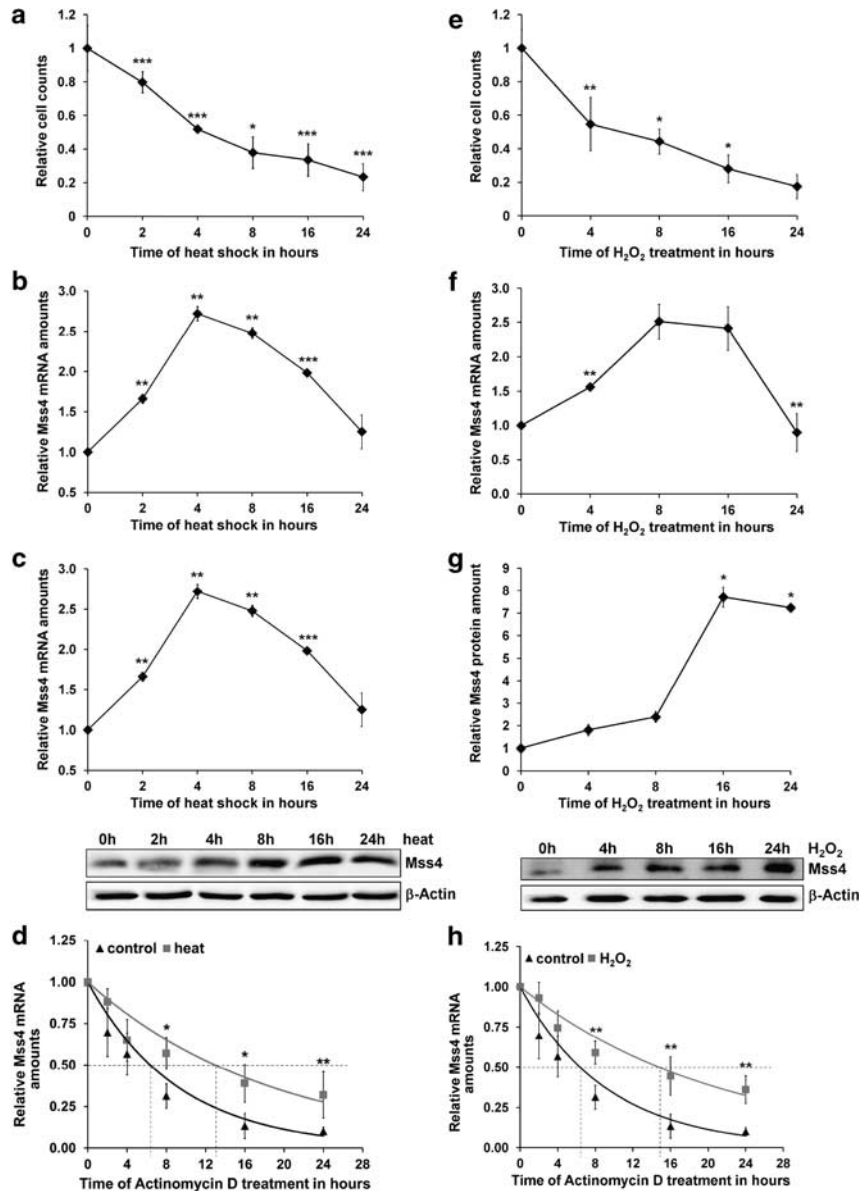 a
1.2
1
0.8
0.6
0.4
0.2
0
Relative cell counts
***
***
*
***
***
0 2 4 8 16 24
Time of heat shock in hours
e
1.2
1
0.8
0.6
0.4
0.2
0
Relative cell counts
**
*
*
0 4 8 16 24
Time of H₂O₂ treatment in hours
b
3.0
2.5
2.0
1.5
1.0
0.5
Relative Mss4 mRNA amounts
**
**
**
***
0 2 4 8 16 24
Time of heat shock in hours
f
3.0
2.5
2.0
1.5
1.0
0.5
0.0
Relative Mss4 mRNA amounts
**
**
0 4 8 16 24
Time of H₂O₂ treatment in hours
c
3.0
2.5
2.0
1.5
1.0
0.5
Relative Mss4 mRNA amounts
**
**
**
***
0 2 4 8 16 24
Time of heat shock in hours
0h 2h 4h 8h 16h 24h heat
Mss4
β-Actin
g
9
8
7
6
5
4
3
2
1
0
Relative Mss4 protein amount
*
*
0 4 8 16 24
Time of H₂O₂ treatment in hours
0h 4h 8h 16h 24h H₂O₂
Mss4
β-Actin
d
1.25
1.00
0.75
0.50
0.25
0.00
Relative Mss4 mRNA
amounts
control heat
*
*
**
0 4 8 12 16 20 24 28
Time of Actinomycin D treatment in hours
h
1.25
1.00
0.75
0.50
0.25
0.00
Relative Mss4 mRNA
amounts
control H₂O₂
**
**
**
0 4 8 12 16 20 24 28
Time of Actinomycin D treatment in hours